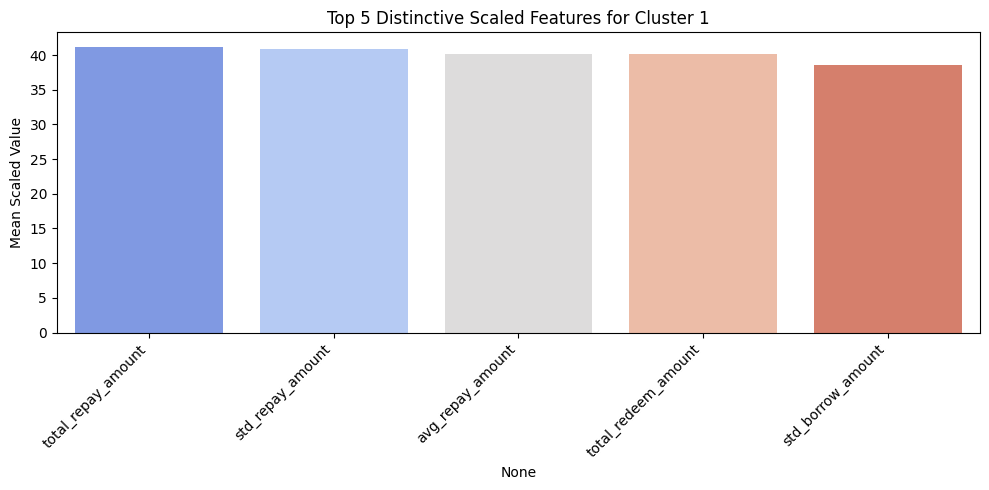 Top 5 Distinctive Scaled Features for Cluster 1
Mean Scaled Value
40
35
30
25
20
15
10
5
0
total_repay_amount
std_repay_amount
avg_repay_amount
total_redeem_amount
std_borrow_amount
None